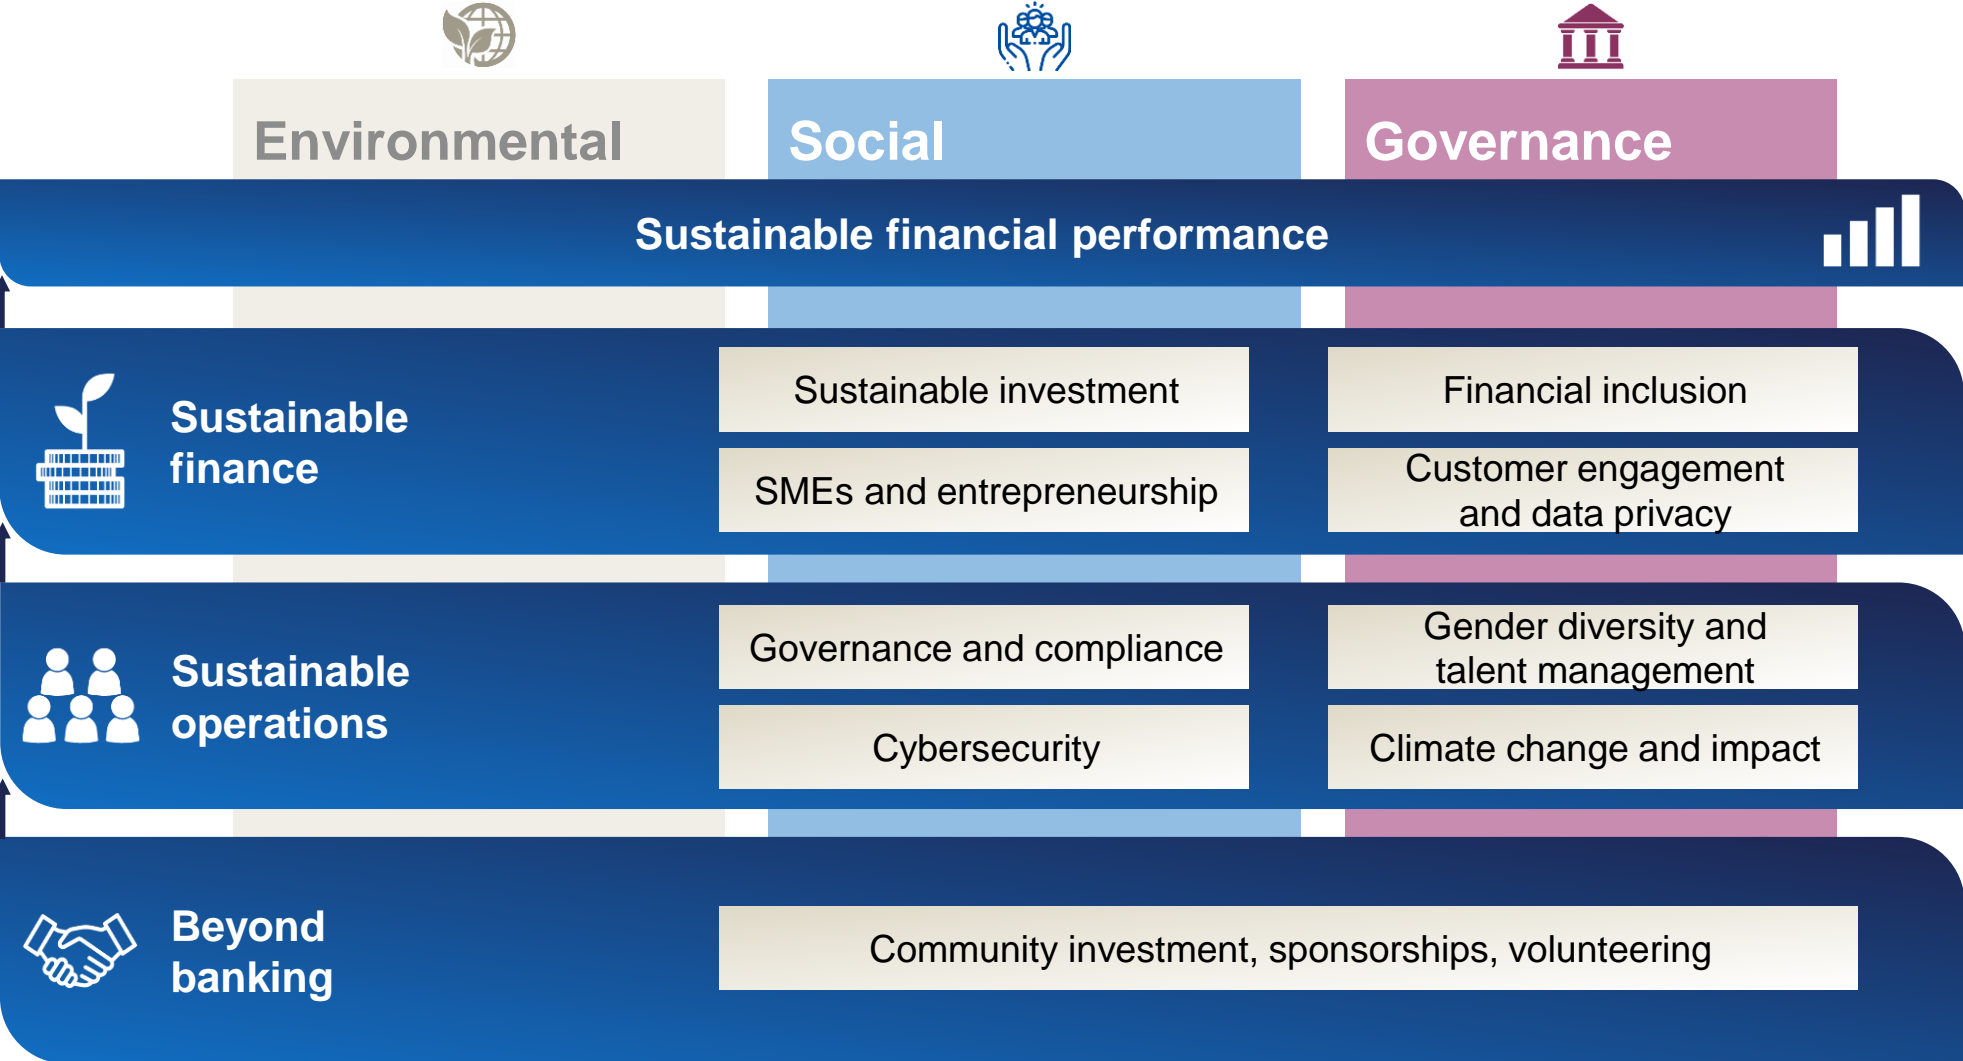 Environmental
Social
Governance
Sustainable financial performance
Sustainable
finance
Sustainable investment
Financial inclusion
SMEs and entrepreneurship
Customer engagement
and data privacy
Sustainable
operations
Governance and compliance
Gender diversity and
talent management
Cybersecurity
Climate change and impact
Beyond
banking
Community investment, sponsorships, volunteering